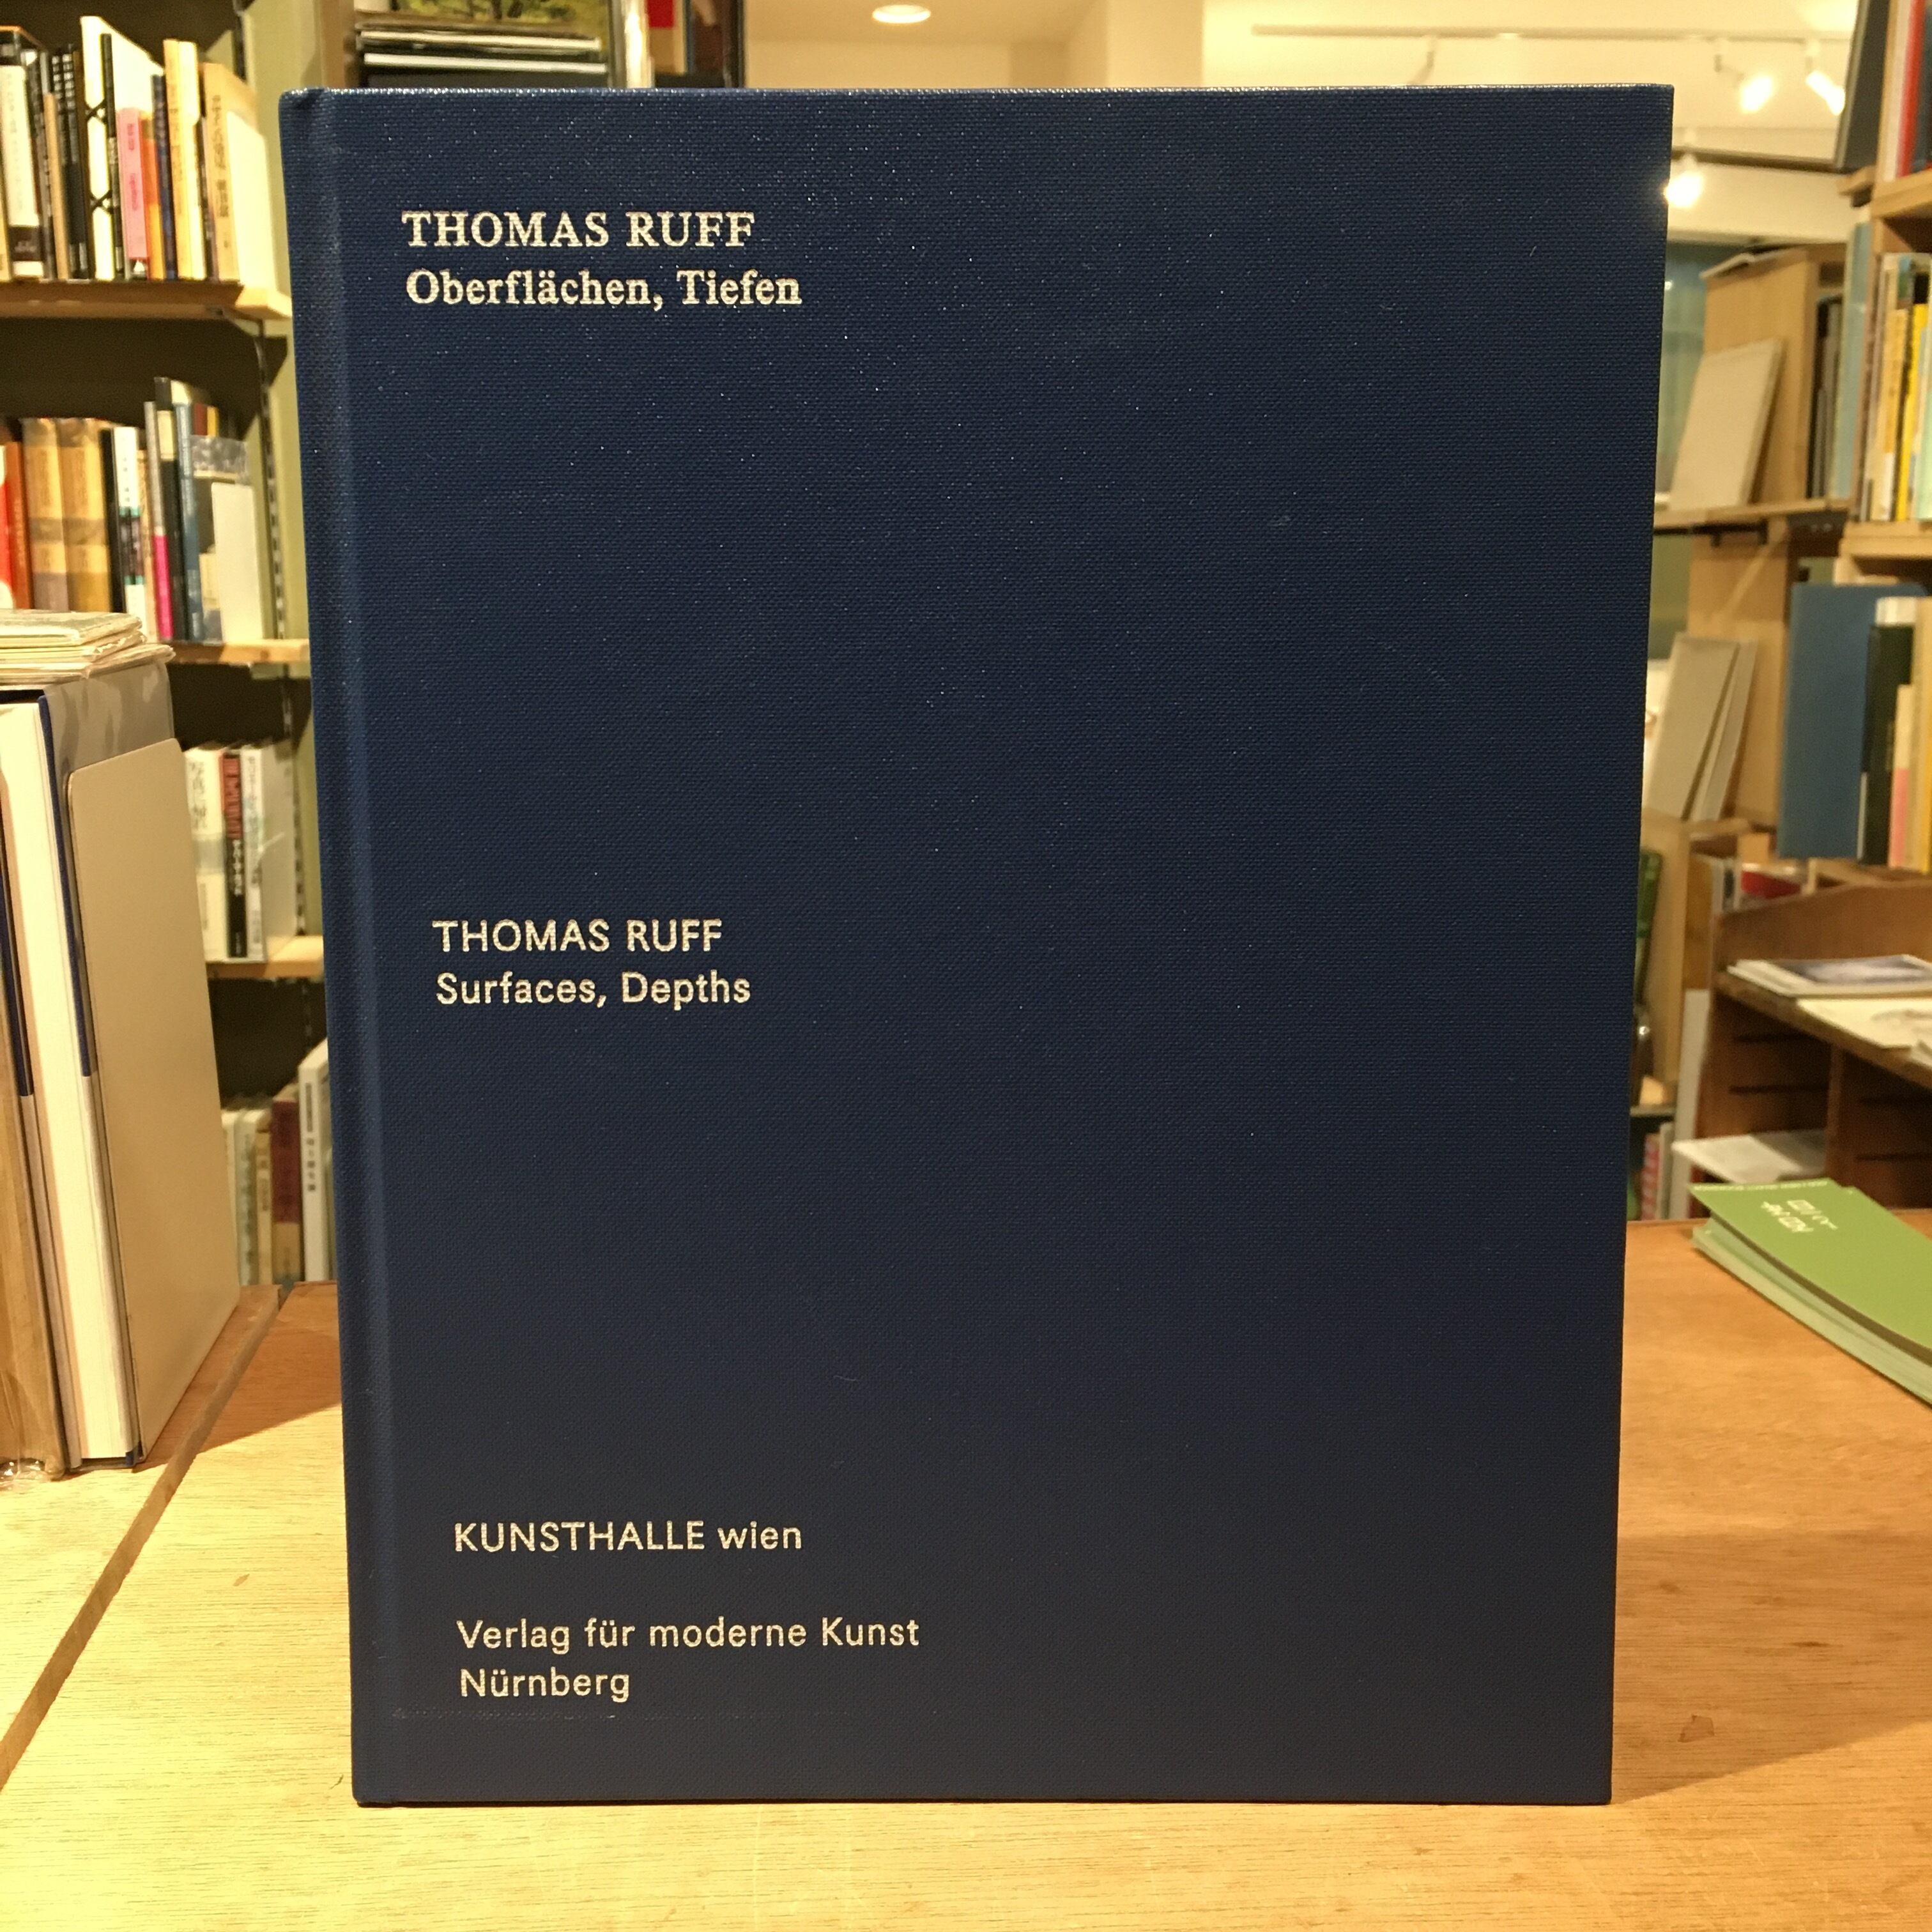 THOMAS RUFF
Oberflächen, Tiefen
THOMAS RUFF
Surfaces, Depths
KUNSTHALLE wien
Verlag für moderne Kunst
Nürnberg